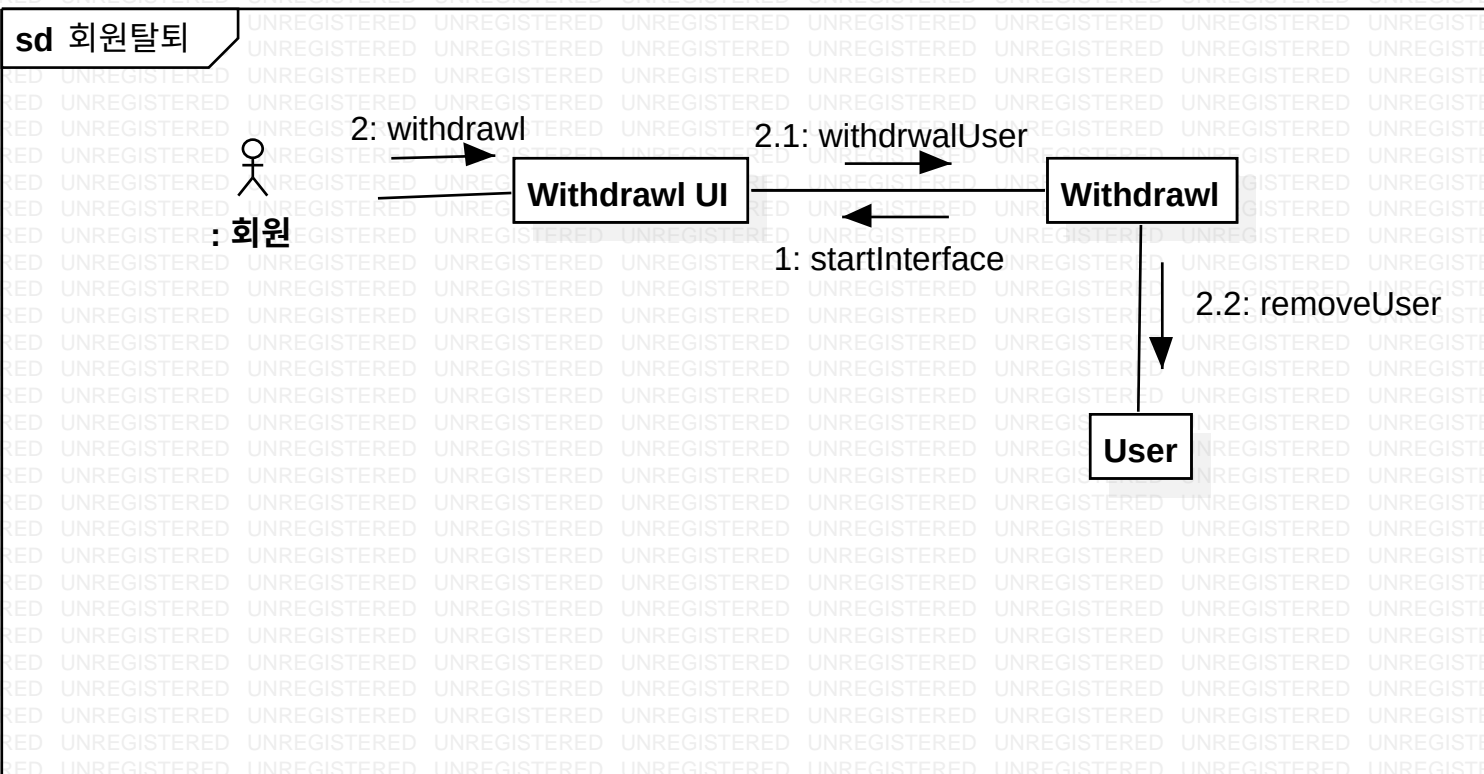 sd 회원탈퇴
2: withdrawl
2.1: withdrwalUser
: 회원
Withdrawl UI
Withdrawl
1: startInterface
2.2: removeUser
User
UNREGISTERED